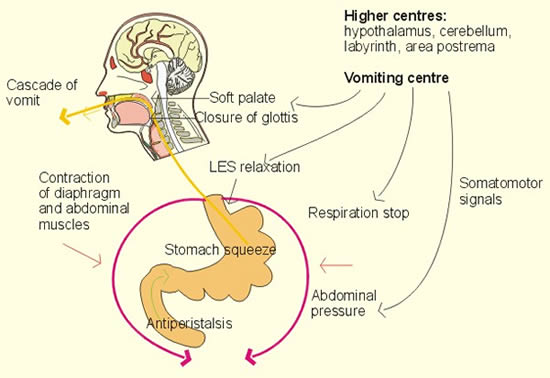 Higher centres:
hypothalamus, cerebellum,
labyrinth, area postrema
Vomiting centre
Cascade of
vomit
Soft palate
Closure of glottis
LES relaxation
Contraction
of diaphragm
and abdominal
muscles
Respiration stop
Somatomotor
signals
Stomach squeeze
Abdominal
pressure
Antiperistalsis